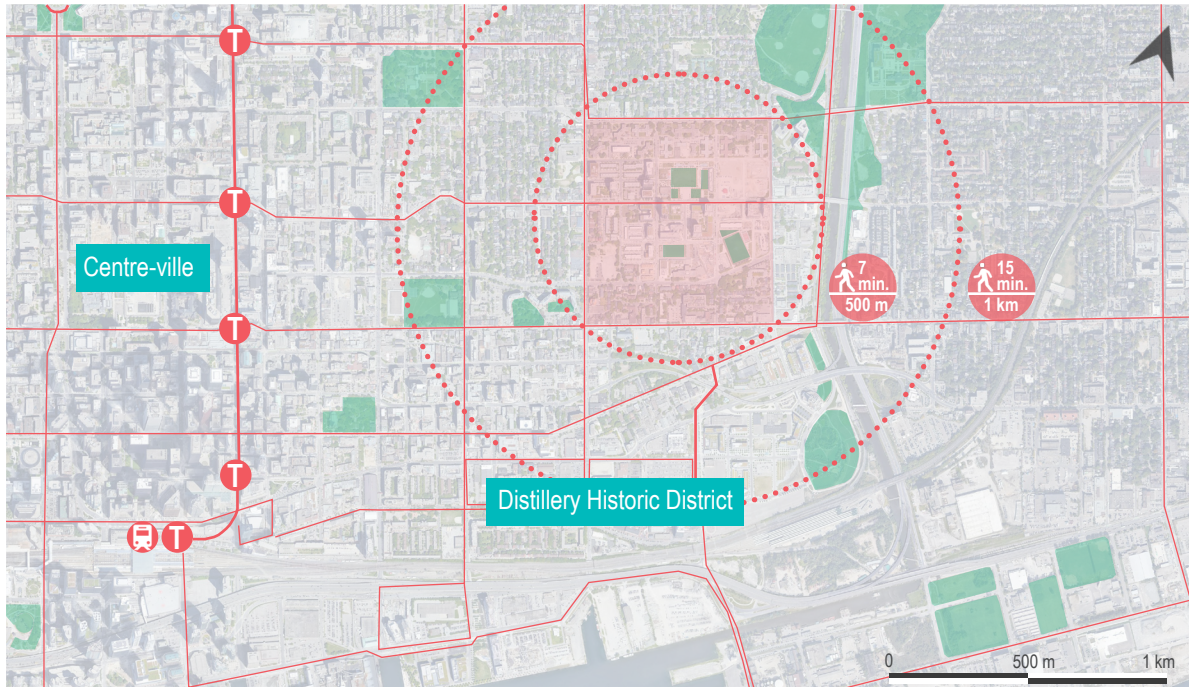 T
T
Centre-ville
7
min.
500 m
15
min.
1 km
T
T
Distillery Historic District
T
0
500 m
1 km